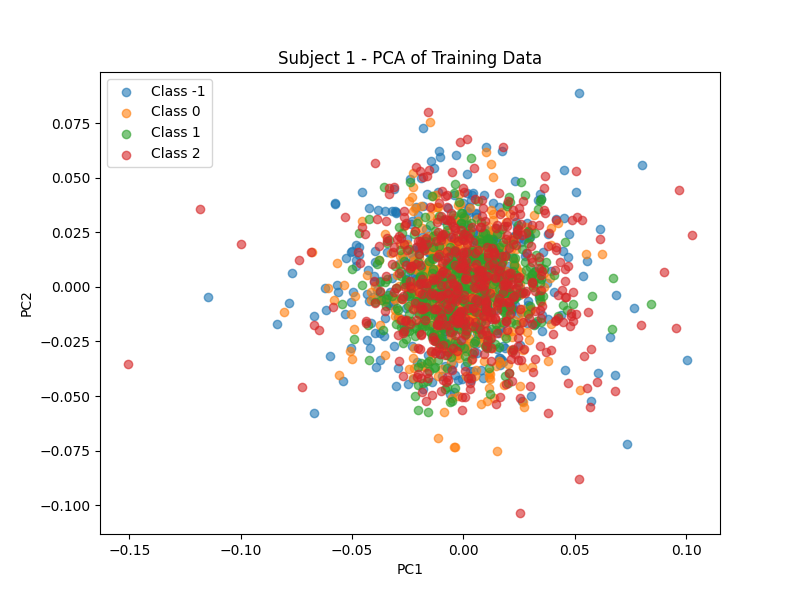 Subject 1 - PCA of Training Data
Class -1
Class 0
Class 1
Class 2
0.075
0.050
0.025
0.000
−0.025
−0.050
−0.075
−0.100
PC2
−0.15
−0.10
−0.05
0.00
0.05
0.10
PC1